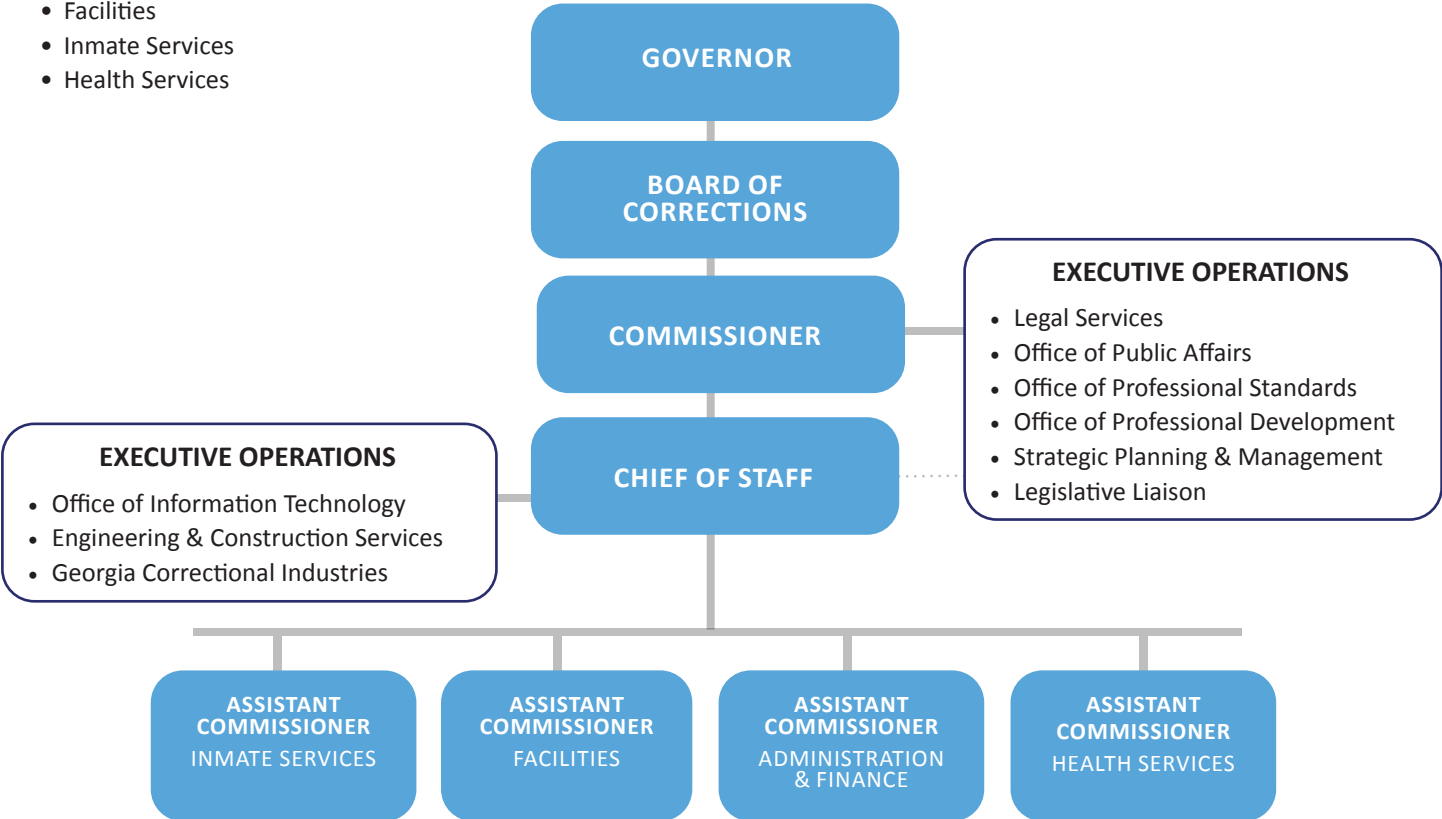 • Facilities
• Inmate Services
• Health Services
GOVERNOR
BOARD OF
CORRECTIONS
COMMISSIONER
EXECUTIVE OPERATIONS
• Legal Services
• Office of Public Affairs
• Office of Professional Standards
• Office of Professional Development
• Strategic Planning & Management
• Legislative Liaison
CHIEF OF STAFF
EXECUTIVE OPERATIONS
• Office of Information Technology
• Engineering & Construction Services
• Georgia Correctional Industries
ASSISTANT
COMMISSIONER
INMATE SERVICES
ASSISTANT
COMMISSIONER
FACILITIES
ASSISTANT
COMMISSIONER
ADMINISTRATION
& FINANCE
ASSISTANT
COMMISSIONER
HEALTH SERVICES